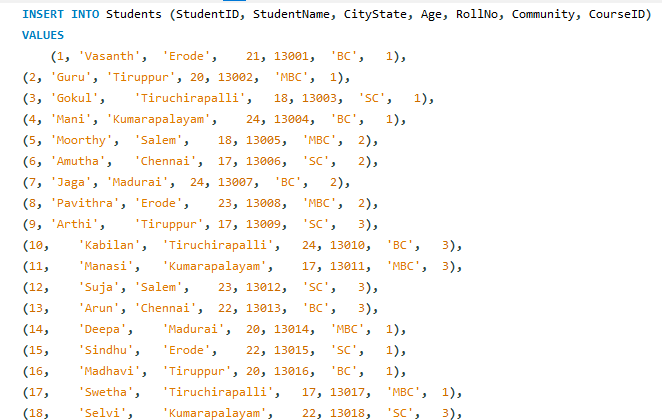 INSERT INTO Students (StudentID, StudentName, CityState, Age, RollNo, Community, CourseID)
VALUES
(1, 'Vasanth', 'Erode', 21, 13001, 'BC', 1),
(2, 'Guru', 'Tiruppur', 20, 13002, 'MBC', 1),
(3, 'Gokul', 'Tiruchirapalli', 18, 13003, 'SC', 1),
(4, 'Mani', 'Kumarapalayam', 24, 13004, 'BC', 1),
(5, 'Moorthy', 'Salem', 18, 13005, 'MBC', 2),
(6, 'Amutha', 'Chennai', 17, 13006, 'SC', 2),
(7, 'Jaga', 'Madurai', 24, 13007, 'BC', 2),
(8, 'Pavithra', 'Erode', 23, 13008, 'MBC', 2),
(9, 'Arthi', 'Tiruppur', 17, 13009, 'SC', 3),
(10, 'Kabilan', 'Tiruchirapalli', 24, 13010, 'BC', 3),
(11, 'Manasi', 'Kumarapalayam', 17, 13011, 'MBC', 3),
(12, 'Suja', 'Salem', 23, 13012, 'SC', 3),
(13, 'Arun', 'Chennai', 22, 13013, 'BC', 3),
(14, 'Deepa', 'Madurai', 20, 13014, 'MBC', 1),
(15, 'Sindhu', 'Erode', 22, 13015, 'SC', 1),
(16, 'Madhavi', 'Tiruppur', 20, 13016, 'BC', 1),
(17, 'Swetha', 'Tiruchirapalli', 17, 13017, 'MBC', 1),
(18, 'Selvi', 'Kumarapalayam', 22, 13018, 'SC', 3),